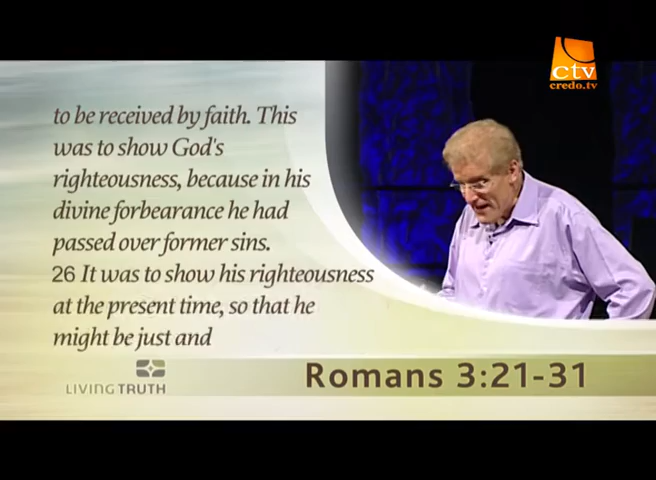 ctv
credo.tv
to be received by faith. This
was to show God's
righteousness, because in his
divine forbearance he had
passed over former sins.
26 It was to show his righteousness
at the present time, so that he
might be just and
LIVING TRUTH
Romans 3:21-31